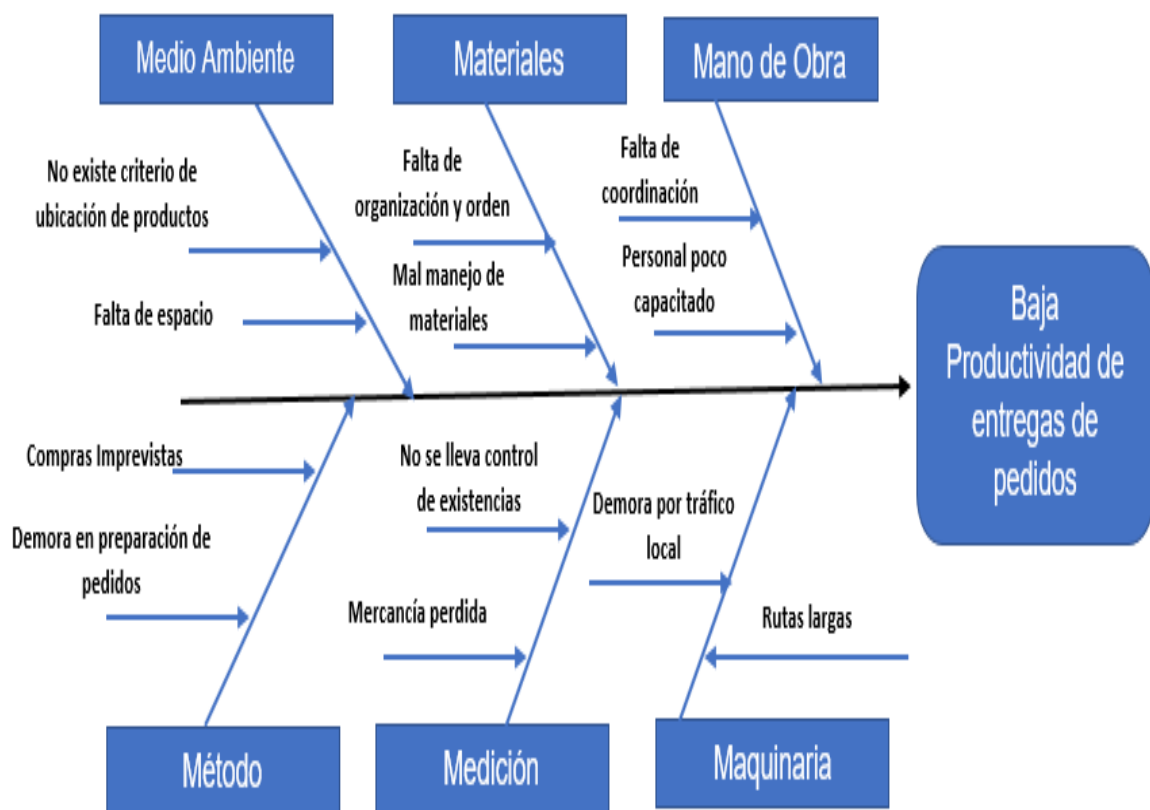 Medio Ambiente
Materiales
Mano de Obra
No existe criterio de
ubicación de productos
Falta de espacio
Falta de
organización y orden
Mal manejo de
materiales
Falta de
coordinación
Personal poco
capacitado
Baja
Productividad de
entregas de
pedidos
Compras Imprevistas
Demora en preparación de
pedidos
No se lleva control
de existencias
Mercancía perdida
Demora por tráfico
local
Rutas largas
Método
Medición
Maquinaria